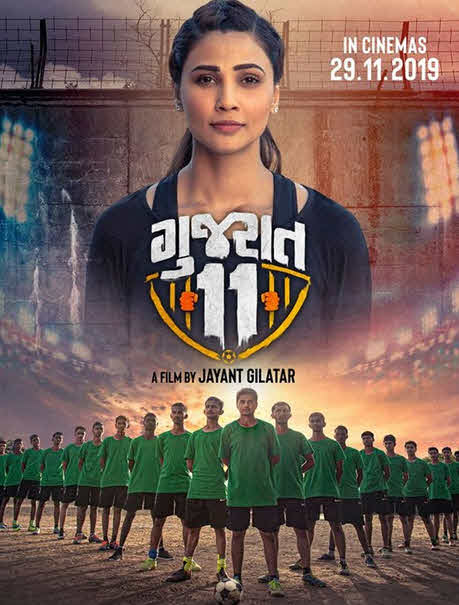 IN CINEMAS
29.11.2019
ગુજરાત
11
A FILM BY JAYANT GILATAR